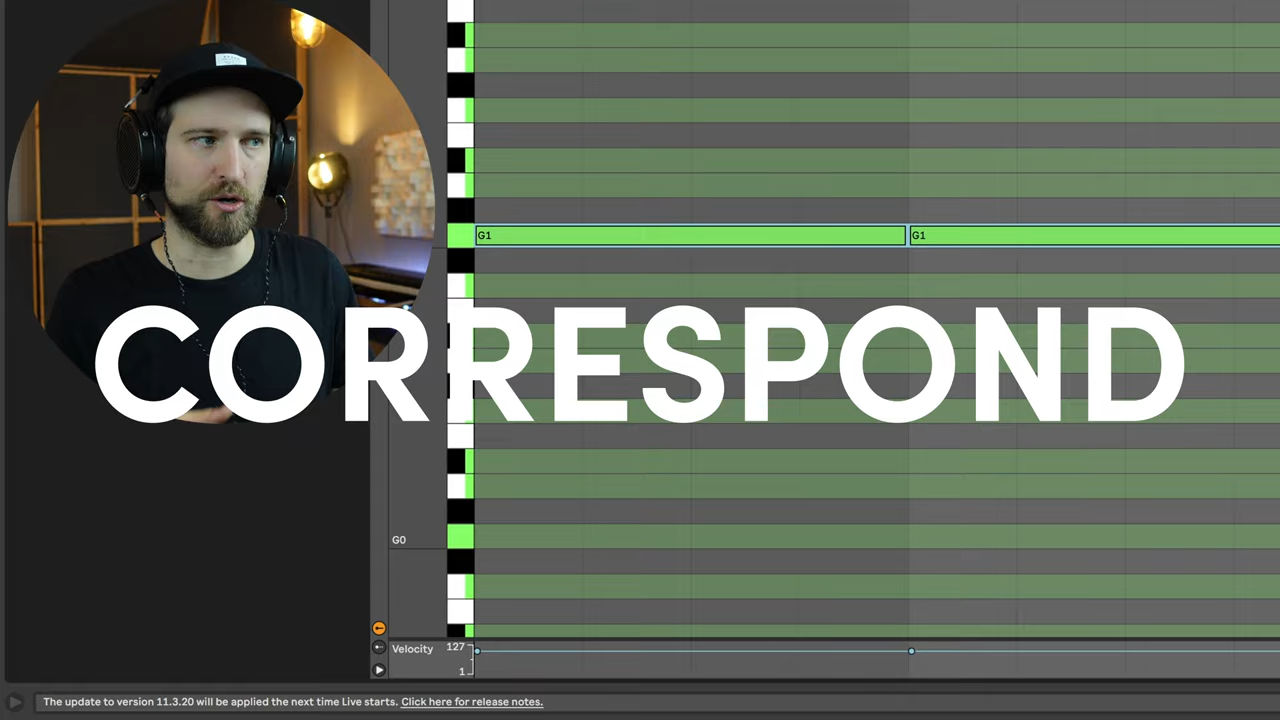 G1 G1
CORRESPOND
G0
Velocity 127
1
The update to version 11.3.20 will be applied the next time Live starts. Click here for release notes.